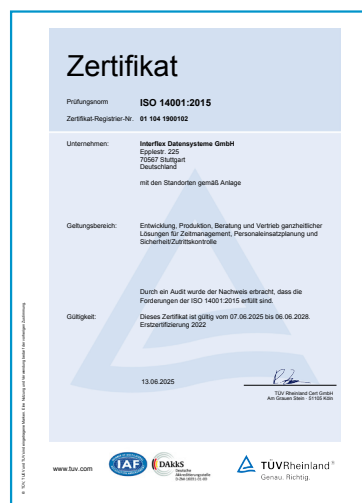 Zertifikat
Prüfungsnorm ISO 14001:2015
Zertifikat-Registrier-Nr. 01 104 1900102
Unternehmen: Interflex Datensysteme GmbH
Epplestr. 225
70567 Stuttgart
Deutschland
mit den Standorten gemäß Anlage
Geltungsbereich: Entwicklung, Produktion, Beratung und Vertrieb ganzheitlicher
Lösungen für Zeitmanagement, Personaleinsatzplanung und
Sicherheit/Zutrittskontrolle
Durch ein Audit wurde der Nachweis erbracht, dass die
Forderungen der ISO 14001:2015 erfüllt sind.
Gültigkeit: Dieses Zertifikat ist gültig vom 07.06.2025 bis 06.06.2028.
Erstzertifizierung 2022
13.06.2025
TÜV Rheinland Cert GmbH
Am Grauen Stein · 51105 Köln
www.tuv.com
IAF
DAkkS
Deutsche
Akkreditierungsstelle
TÜVRheinland®
Genau. Richtig.